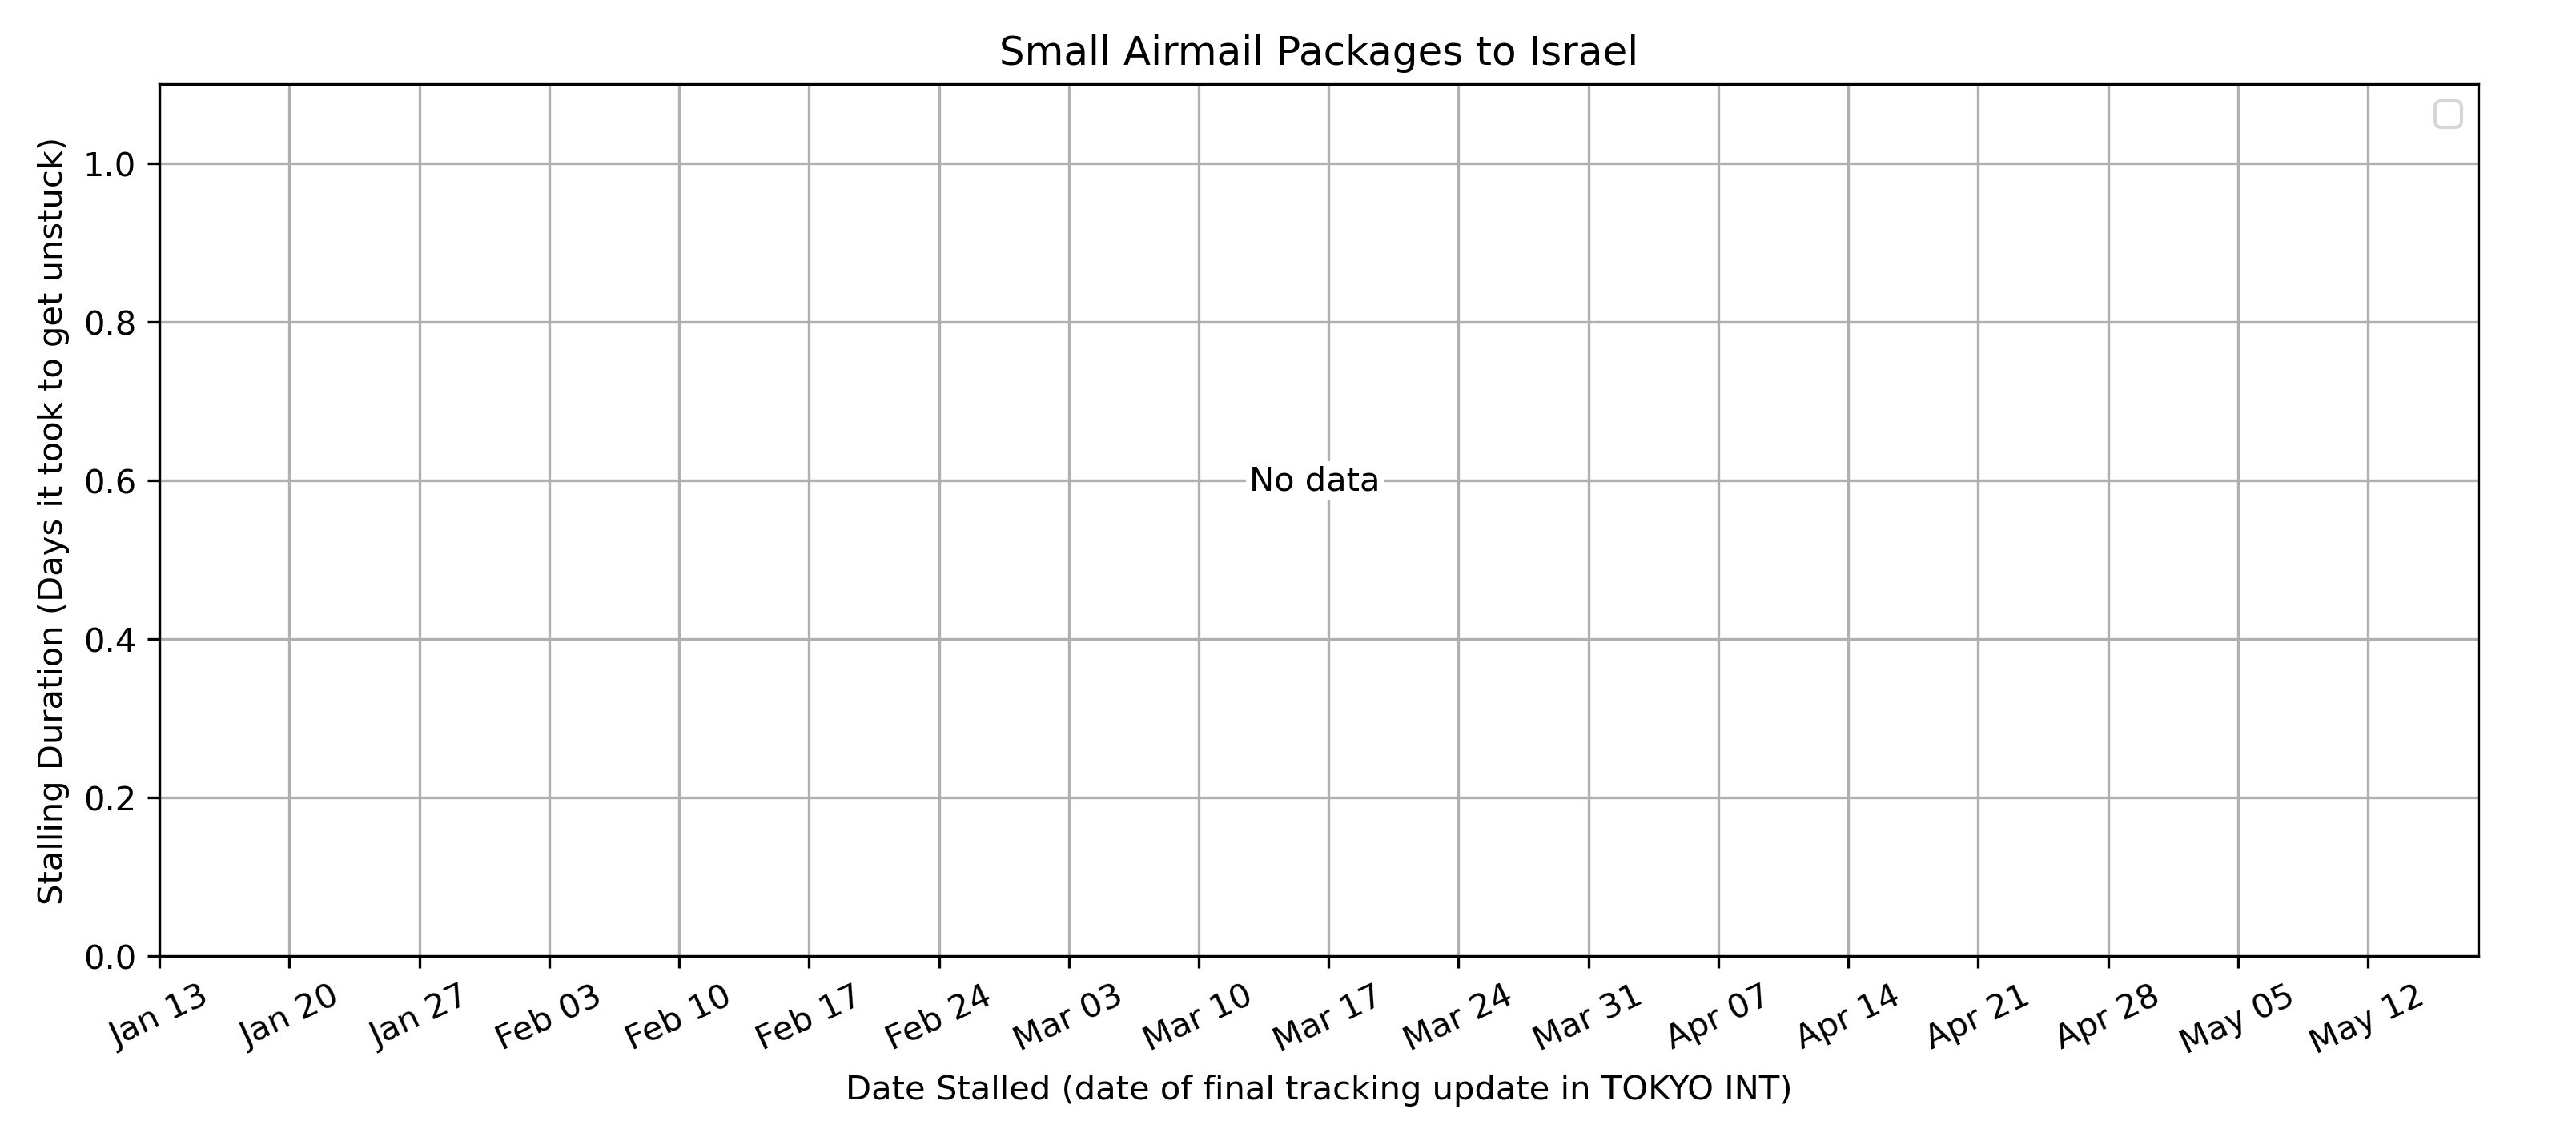 Small Airmail Packages to Israel
Stalling Duration (Days it took to get unstuck)
1.0
0.8
0.6
0.4
0.2
0.0
No data
Jan 13
Jan 20
Jan 27
Feb 03
Feb 10
Feb 17
Feb 24
Mar 03
Mar 10
Mar 17
Mar 24
Mar 31
Apr 07
Apr 14
Apr 21
Apr 28
May 05
May 12
Date Stalled (date of final tracking update in TOKYO INT)